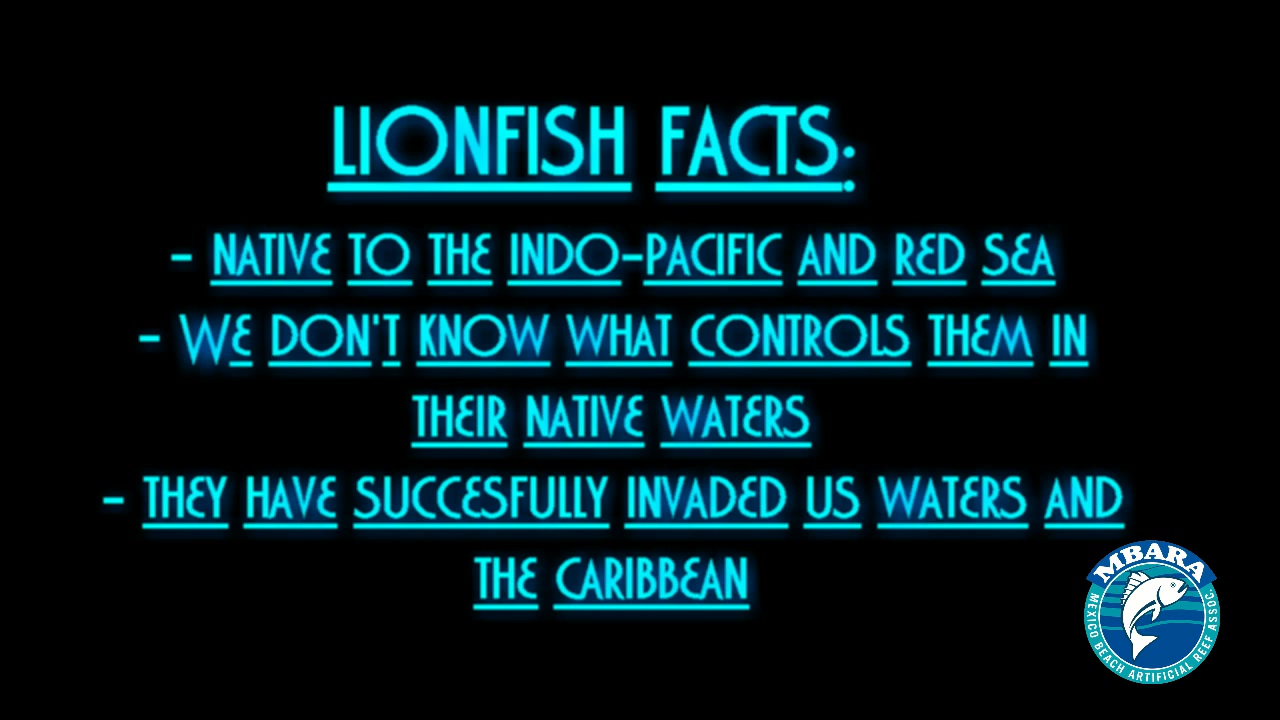 LIONFISH FACTS:
- NATIVE TO THE INDO-PACIFIC AND RED SEA
- WE DON'T KNOW WHAT CONTROLS THEM IN
THEIR NATIVE WATERS
- THEY HAVE SUCCESFULLY INVADED US WATERS AND
THE CARIBBEAN
MBARA
MEXICO BEACH ARTIFICIAL REEF ASSOC.